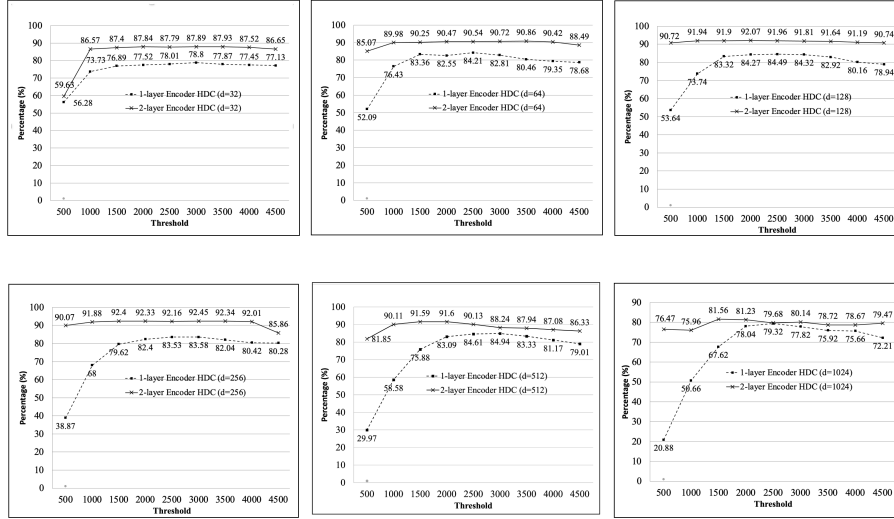 100
90
80
70
60
50
40
30
20
10
0
Percentage (%)
86.57 87.4 87.84 87.79 87.89 87.93 87.52 86.65
59.63
73.73 76.89 77.52 78.01 78.8 77.87 77.45 77.13
56.28
1-layer Encoder HDC (d=32)
2-layer Encoder HDC (d=32)
500 1000 1500 2000 2500 3000 3500 4000 4500
Threshold
100
90
80
70
60
50
40
30
20
10
0
Percentage (%)
85.07 89.98 90.25 90.47 90.54 90.72 90.86 90.42 88.49
52.09 76.43 83.36 82.55 84.21 82.81 80.46 79.35 78.68
1-layer Encoder HDC (d=64)
2-layer Encoder HDC (d=64)
500 1000 1500 2000 2500 3000 3500 4000 4500
Threshold
100
90
80
70
60
50
40
30
20
10
0
Percentage (%)
90.72 91.94 91.9 92.07 91.96 91.81 91.64 91.19 90.74
53.64 73.74 83.32 84.27 84.49 84.32 82.92 80.16 78.94
1-layer Encoder HDC (d=128)
2-layer Encoder HDC (d=128)
500 1000 1500 2000 2500 3000 3500 4000 4500
Threshold
100
90
80
70
60
50
40
30
20
10
0
Percentage (%)
90.07 91.88 92.4 92.33 92.16 92.45 92.34 92.01 85.86
38.87 68 79.62 82.4 83.53 83.58 82.04 80.42 80.28
1-layer Encoder HDC (d=256)
2-layer Encoder HDC (d=256)
500 1000 1500 2000 2500 3000 3500 4000 4500
Threshold
100
90
80
70
60
50
40
30
20
10
0
Percentage (%)
81.85 90.11 91.59 91.6 90.13 88.24 87.94 87.08 86.33
29.97 58.58 75.88 83.09 84.61 84.94 83.33 81.17 79.01
1-layer Encoder HDC (d=512)
2-layer Encoder HDC (d=512)
500 1000 1500 2000 2500 3000 3500 4000 4500
Threshold
90
80
70
60
50
40
30
20
10
0
Percentage (%)
76.47 75.96 81.56 81.23 79.68 80.14 78.72 78.67 79.47
20.88 50.66 67.62 78.04 79.32 77.82 75.92 75.66 72.21
1-layer Encoder HDC (d=1024)
2-layer Encoder HDC (d=1024)
500 1000 1500 2000 2500 3000 3500 4000 4500
Threshold